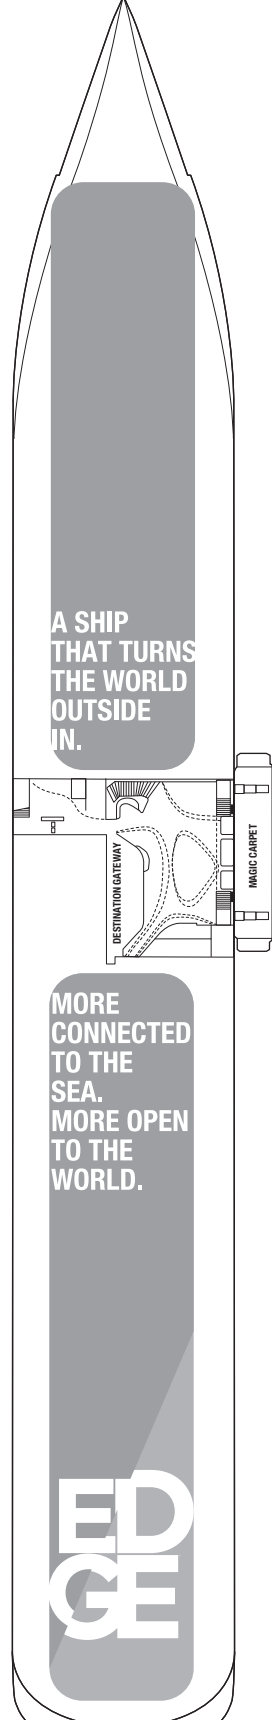 A SHIP
THAT TURNS
THE WORLD
OUTSIDE
IN.
DESTINATION GATEWAY
MAGIC CARPET
MORE
CONNECTED
TO THE
SEA.
MORE OPEN
TO THE
WORLD.
ED
GE